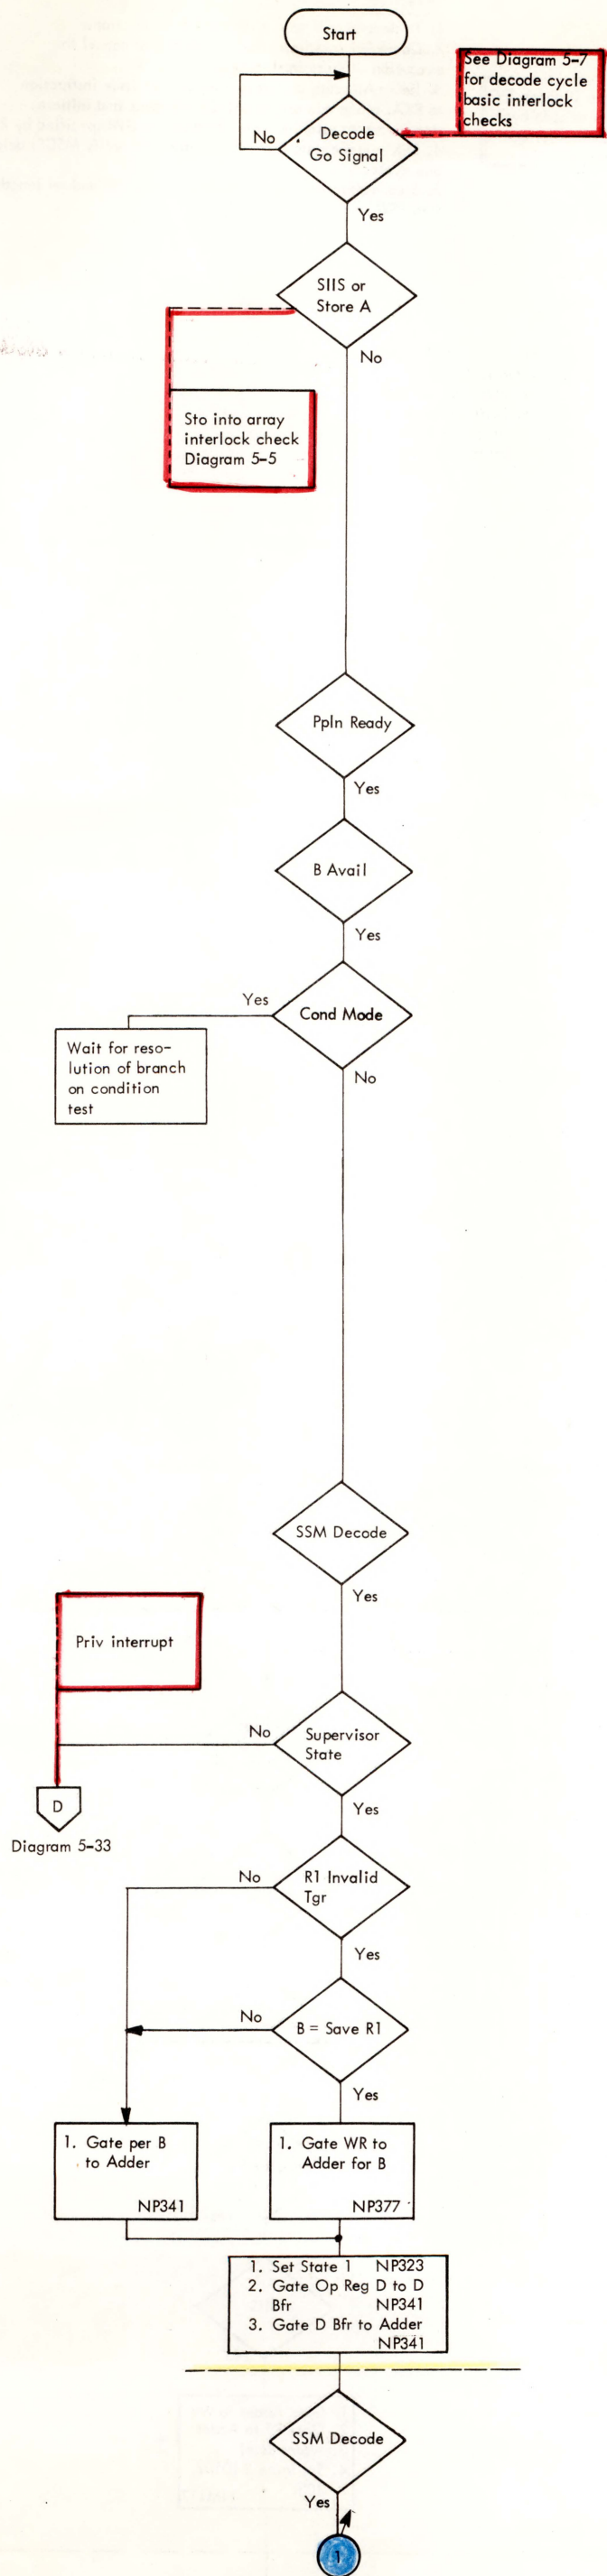 Start
See Diagram 5-7
for decode cycle
basic interlock
checks
Decode
Go Signal
No
Yes
SIIS or
Store A
No
Sto into array
interlock check
Diagram 5-5
Ppln Ready
Yes
B Avail
Yes
Cond Mode
Yes
Wait for reso-
lution of branch
on condition
test
No
SSM Decode
Yes
Priv interrupt
Supervisor
State
No
D
Diagram 5-33
Yes
R1 Invalid
Tgr
No
Yes
B = Save R1
No
Yes
1. Gate per B
to Adder
NP341
1. Gate WR to
Adder for B
NP377
1. Set State 1 NP323
2. Gate Op Reg D to D
Bfr NP341
3. Gate D Bfr to Adder
NP341
SSM Decode
Yes
1